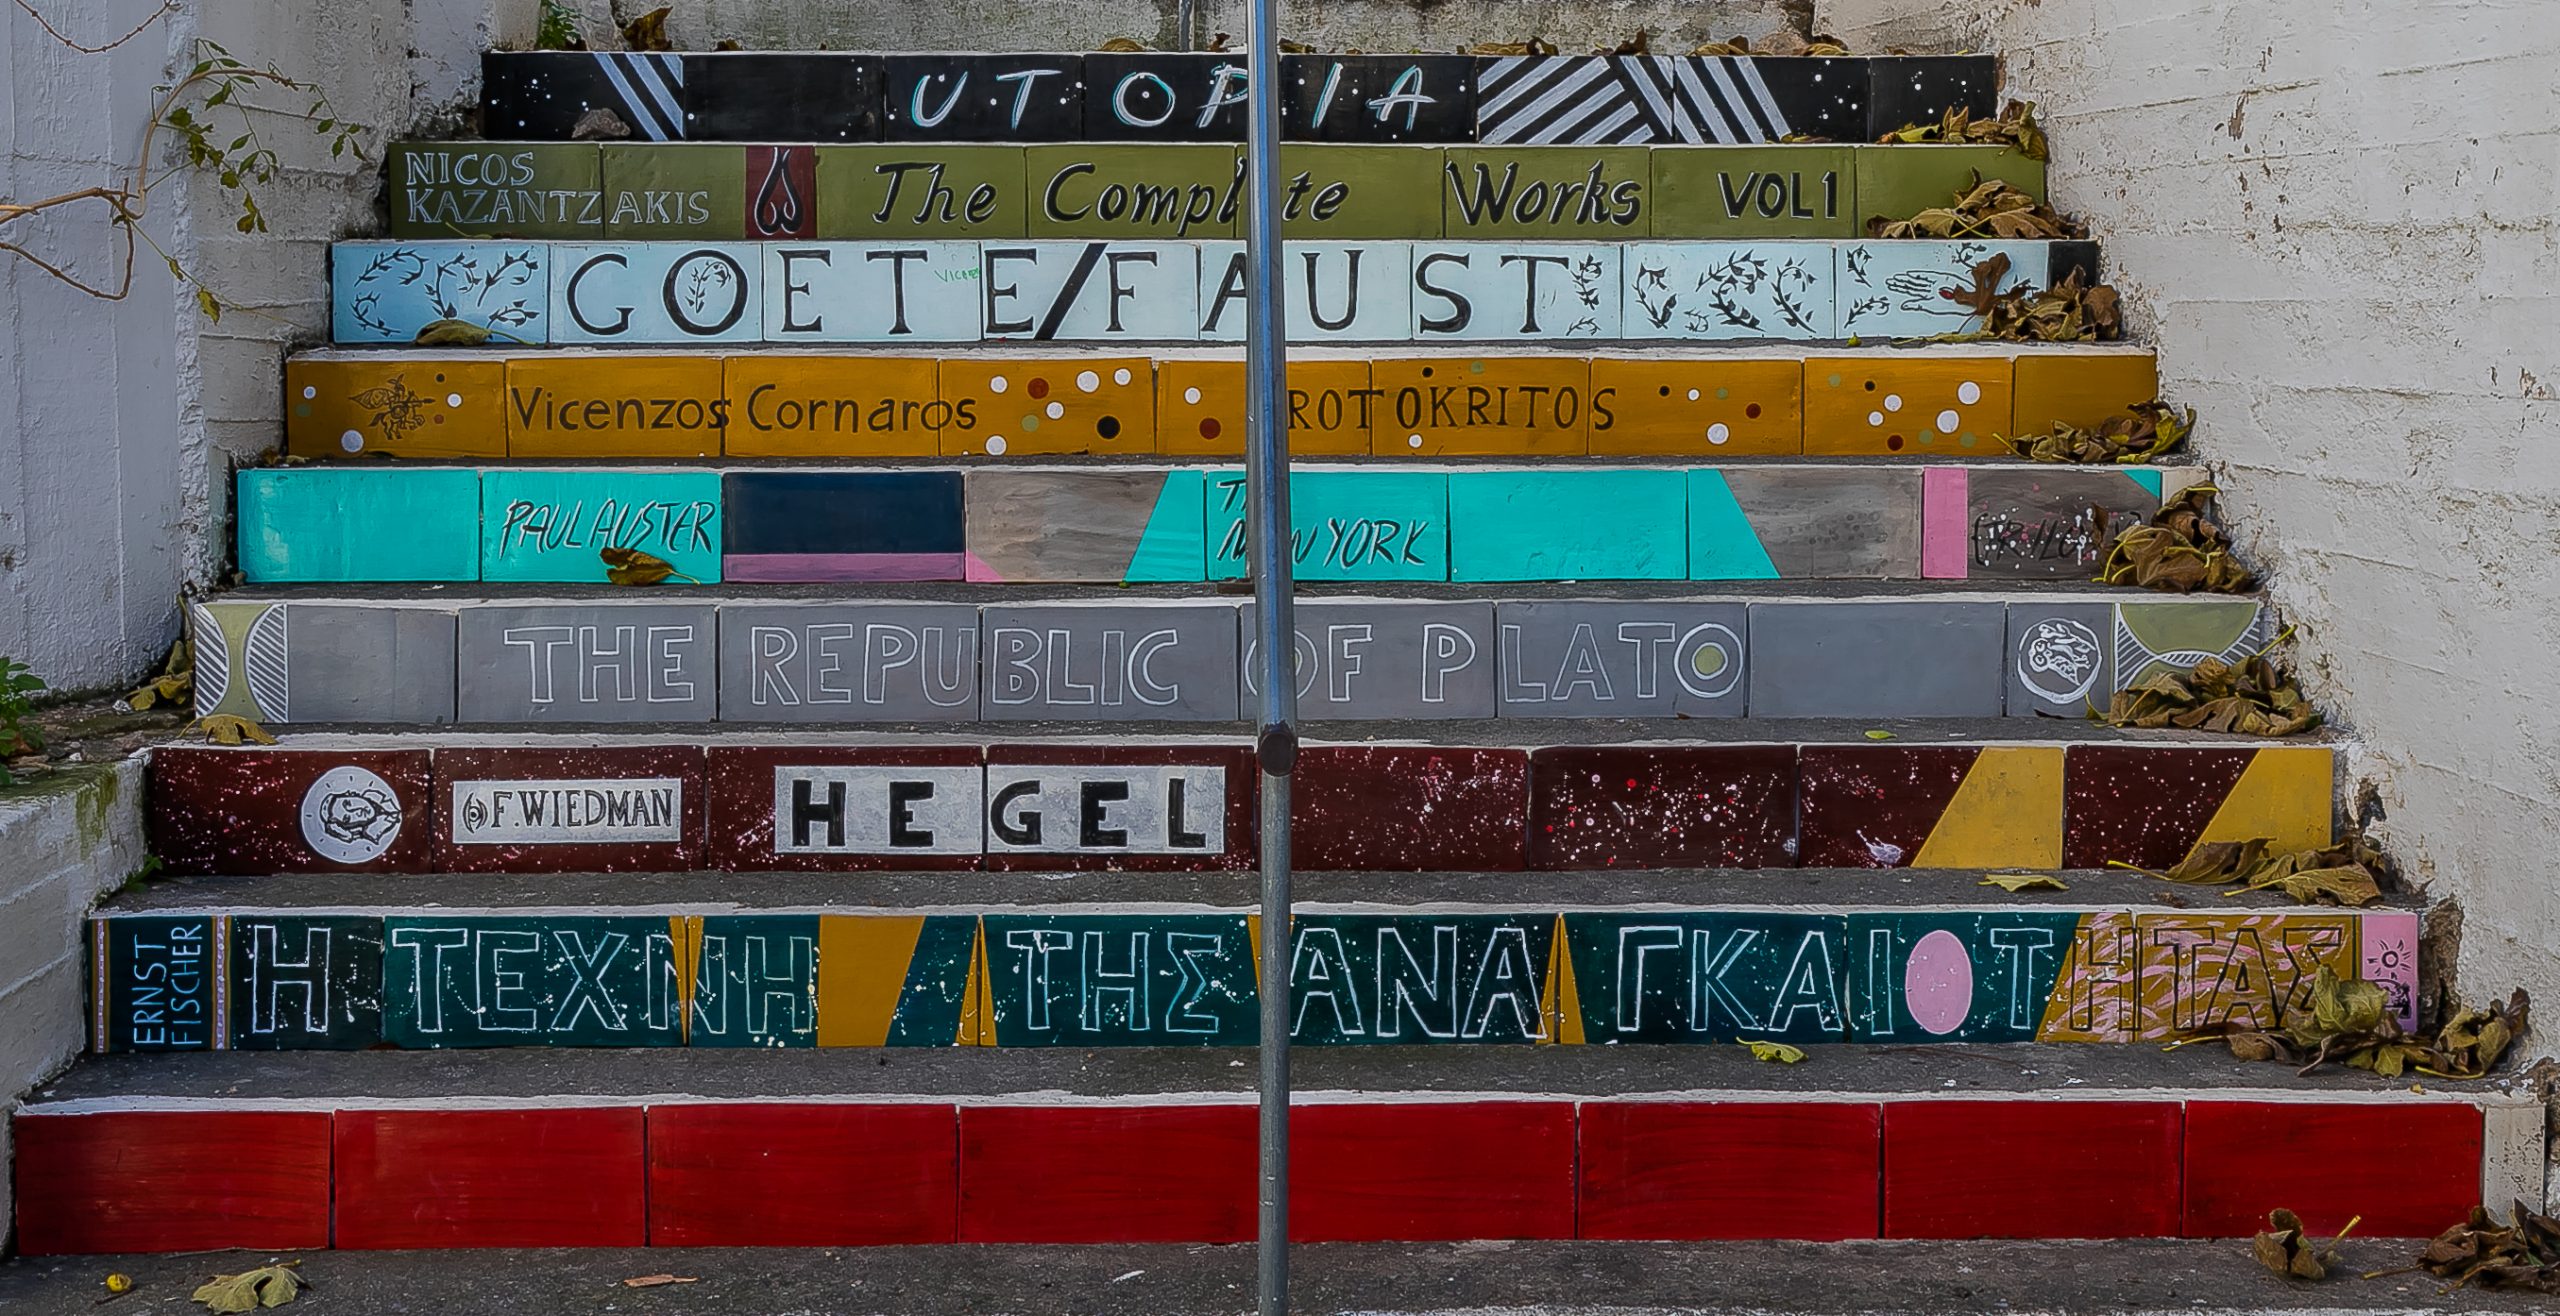 UTOPIA
NICOS
KAZANTZAKIS
The Complete Works VOL1
GOETE/FAUST
Vicenzos Cornaros ROTOKRITOS
PAUL AUSTER
NEW YORK
THE REPUBLIC OF PLATO
F.WIEDMAN HEGEL
ERNST
FISCHER
Η ΤΕΧΝΗ ΤΗΣ ΑΝΑΓΚΑΙΟΤΗΤΑΣ